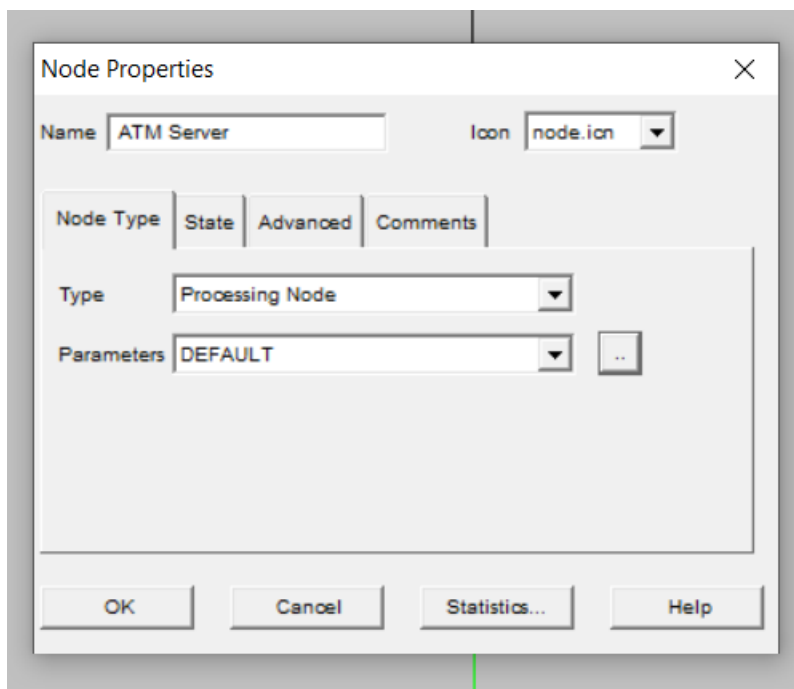 Node Properties
Name ATM Server Icon node.icn
Node Type State Advanced Comments
Type Processing Node
Parameters DEFAULT ..
OK Cancel Statistics... Help